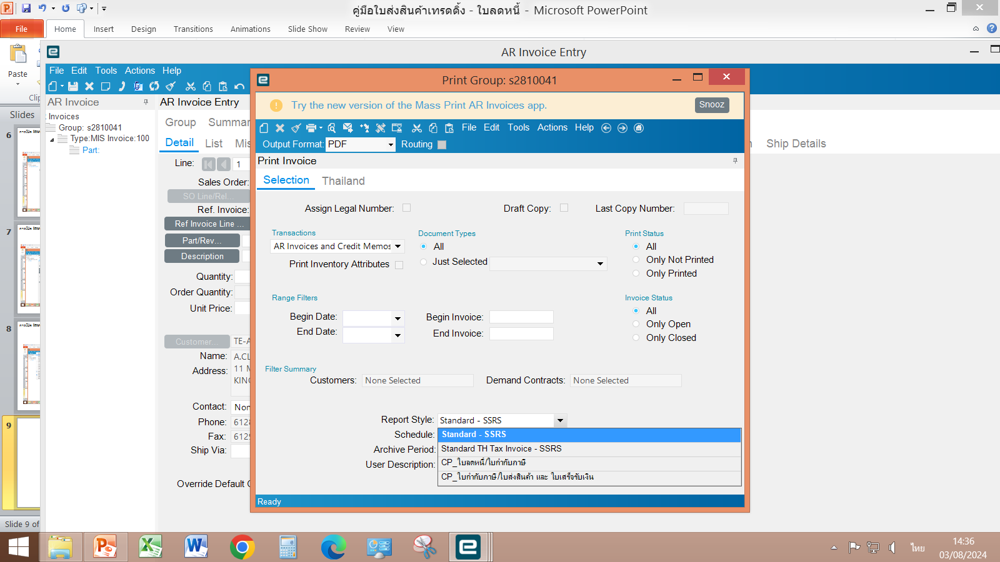 คู่มือใบส่งสินค้าเทรดดิ้ง - ใบลดหนี้ - Microsoft PowerPoint
File Home Insert Design Transitions Animations Slide Show Review View
Paste
Slides
6
7
8
9
Slide 9 of
AR Invoice Entry
File Edit Tools Actions Help
AR Invoice
Invoices
Group: s2810041
Type:MIS Invoice:100
Part:
AR Invoice Entry
Group
Detail List
Ship Details
Line: 1
Sales Order:
SO Line/Rel...
Ref. Invoice:
Ref Invoice Line ...
Part/Rev...
Description
Quantity:
Order Quantity:
Unit Price:
Customer... TE-A
Name: A.CL
Address: 11
Contact:
Phone: 6128
Fax: 6129
Ship Via:
Override Default
Print Group: s2810041
Try the new version of the Mass Print AR Invoices app.
Snooz
File Edit Tools Actions Help
Output Format: PDF Routing
Print Invoice
Selection Thailand
Assign Legal Number: Draft Copy: Last Copy Number:
Transactions
AR Invoices and Credit Memos
Print Inventory Attributes
Document Types
All
Just Selected
Print Status
All
Only Not Printed
Only Printed
Range Filters
Begin Date: Begin Invoice:
End Date: End Invoice:
Invoice Status
All
Only Open
Only Closed
Filter Summary
Customers: None Selected Demand Contracts: None Selected
Report Style: Standard - SSRS
Schedule:
Archive Period:
User Description:
Standard - SSRS
Standard TH Tax Invoice - SSRS
CP_ใบลดหนี้/ใบกำกับภาษี
CP_ใบกำกับภาษี/ใบส่งสินค้า และ ใบเสร็จรับเงิน
Ready
ไทย
14:36
03/08/2024